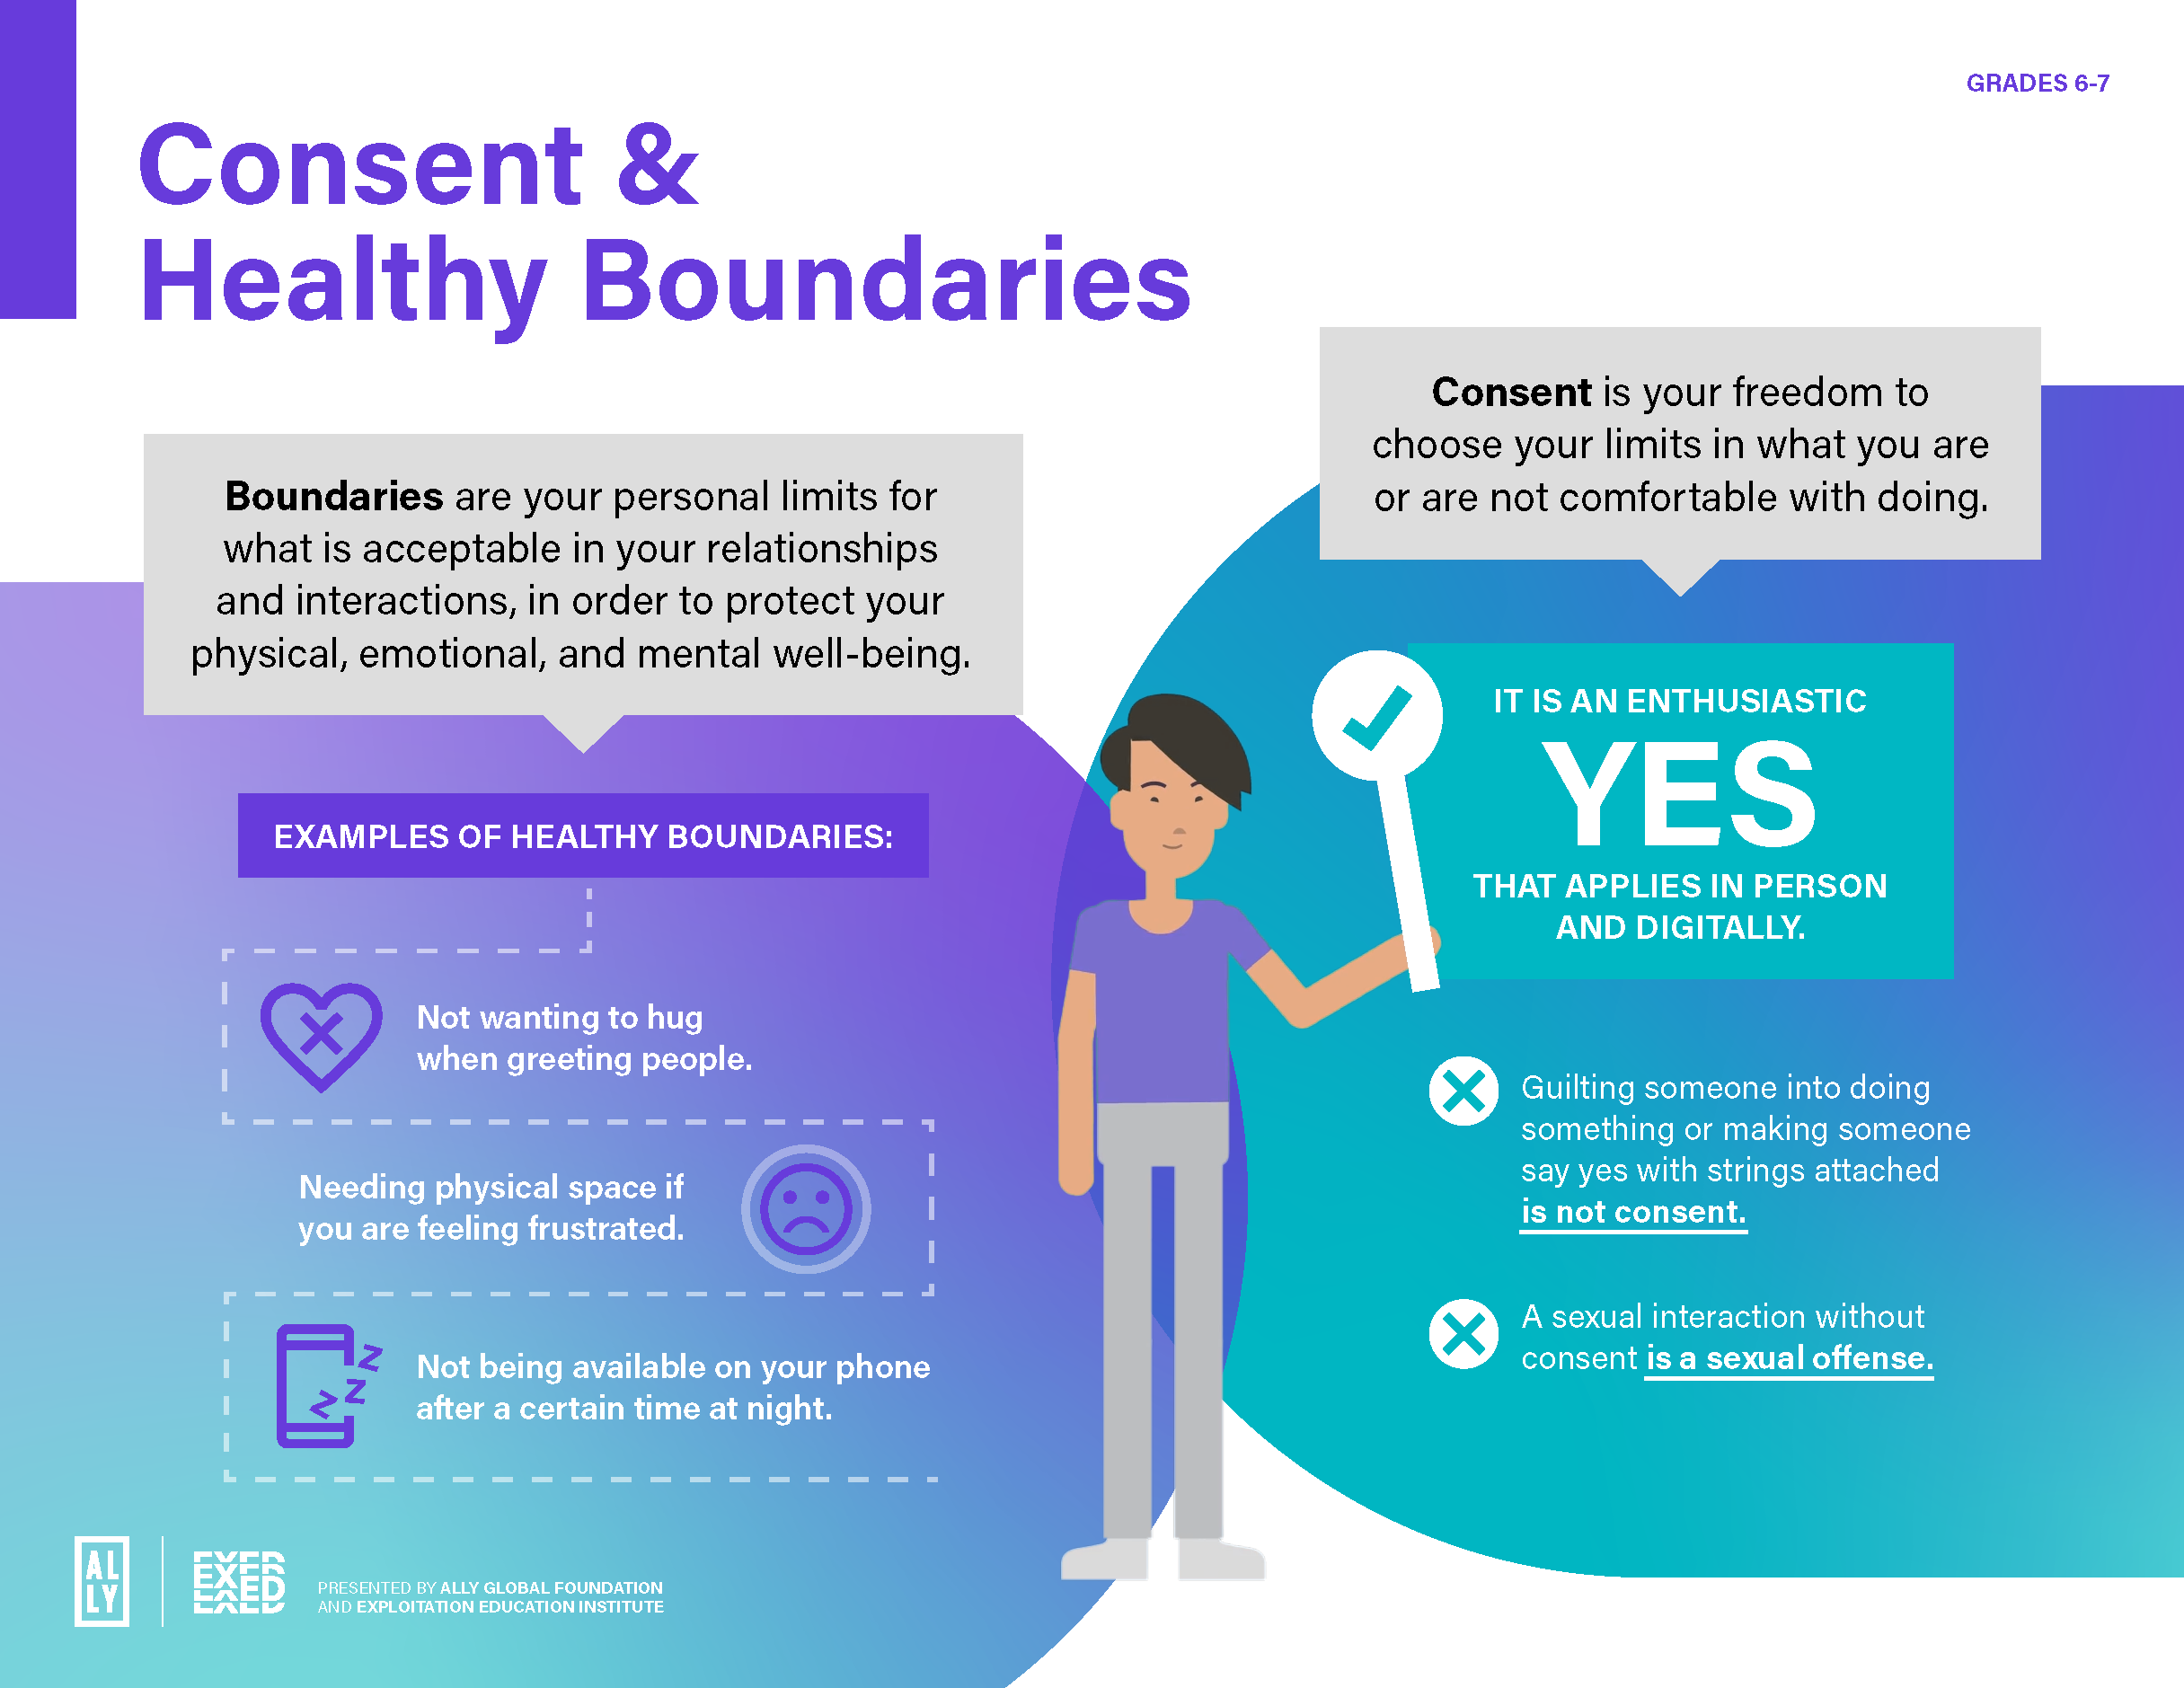 GRADES 6-7
Consent &
Healthy Boundaries
Boundaries are your personal limits for
what is acceptable in your relationships
and interactions, in order to protect your
physical, emotional, and mental well-being.
EXAMPLES OF HEALTHY BOUNDARIES:
Not wanting to hug
when greeting people.
Needing physical space if
you are feeling frustrated.
Z
Z
Z
Not being available on your phone
after a certain time at night.
Consent is your freedom to
choose your limits in what you are
or are not comfortable with doing.
IT IS AN ENTHUSIASTIC
YES
THAT APPLIES IN PERSON
AND DIGITALLY.
Guilting someone into doing
something or making someone
say yes with strings attached
is not consent.
A sexual interaction without
consent is a sexual offense.
AL
LY
EXED
PRESENTED BY ALLY GLOBAL FOUNDATION
AND EXPLOITATION EDUCATION INSTITUTE